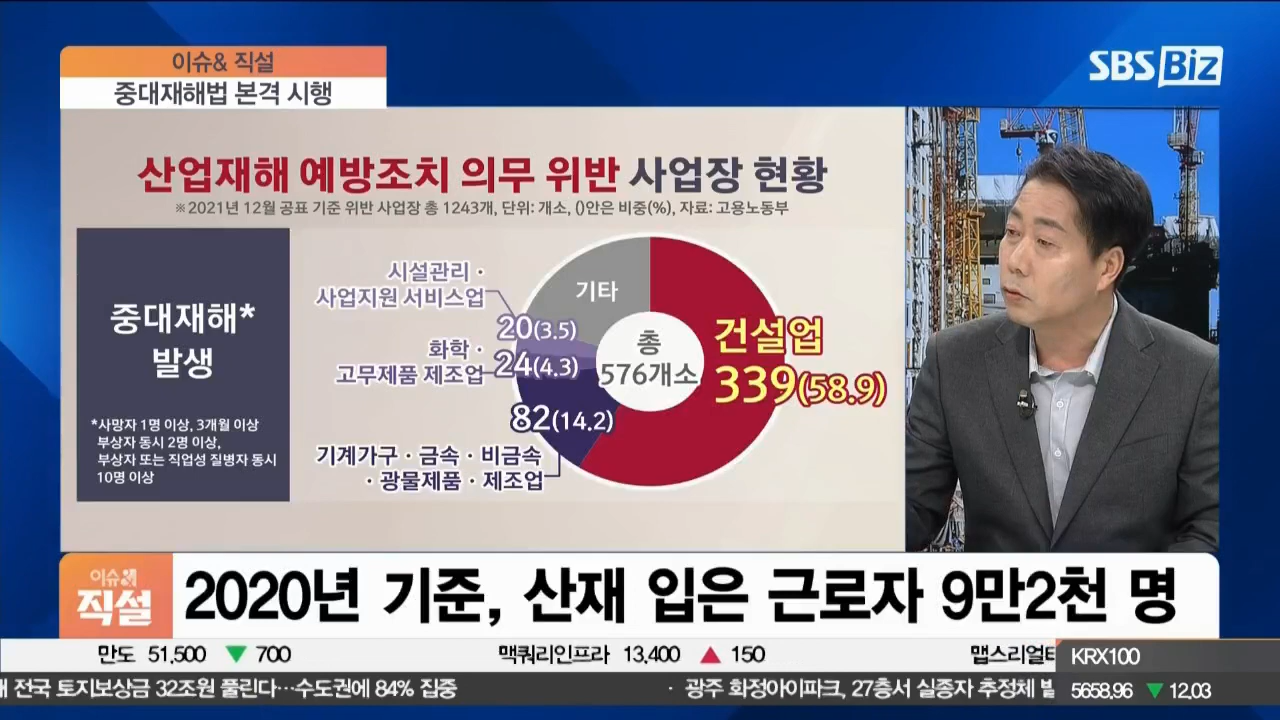 이슈& 직설
중대재해법 본격 시행
SBS Biz
산업재해 예방조치 의무 위반 사업장 현황
※2021년 12월 공표 기준 위반 사업장 총 1243개, 단위: 개소, ()안은 비중(%), 자료: 고용노동부
중대재해*
발생
*사망자 1명 이상, 3개월 이상
부상자 동시 2명 이상,
부상자 또는 직업성 질병자 동시
10명 이상
시설관리 ·
사업지원 서비스업
20(3.5)
화학 ·
고무제품 제조업
24(4.3)
82(14.2)
기계가구 · 금속 · 비금속
· 광물제품 · 제조업
기타
총
576개소
건설업
339(58.9)
이슈&
직설
2020년 기준, 산재 입은 근로자 9만2천 명
만도 51,500 ▼ 700 맥쿼리인프라 13,400 ▲ 150 맵스리얼티
KRX100
전국 토지보상금 32조원 풀린다…수도권에 84% 집중 · 광주 화정아이파크, 27층서 실종자 추정체
5658.96 ▼ 12.03